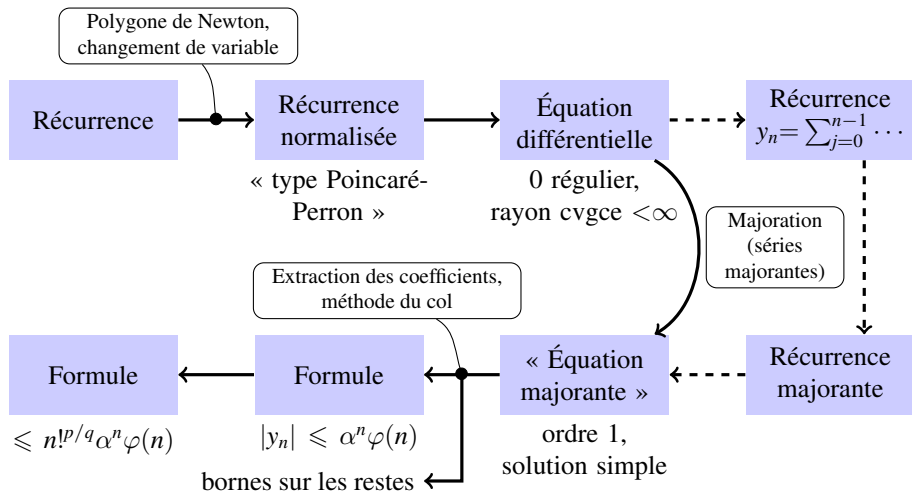 Polygone de Newton,
changement de variable
Récurrence
Récurrence
normalisée
« type Poincaré-
Perron »
Équation
différentielle
0 régulier,
rayon cvgce <∞
Récurrence
y_n = ∑_{j=0}^{n−1} ⋯
Majoration
(séries
majorantes)
Extraction des coefficients,
méthode du col
Formule
⩽ n!^{p/q} α^n φ(n)
Formule
|y_n| ⩽ α^n φ(n)
« Équation
majorante »
ordre 1,
solution simple
Récurrence
majorante
bornes sur les restes